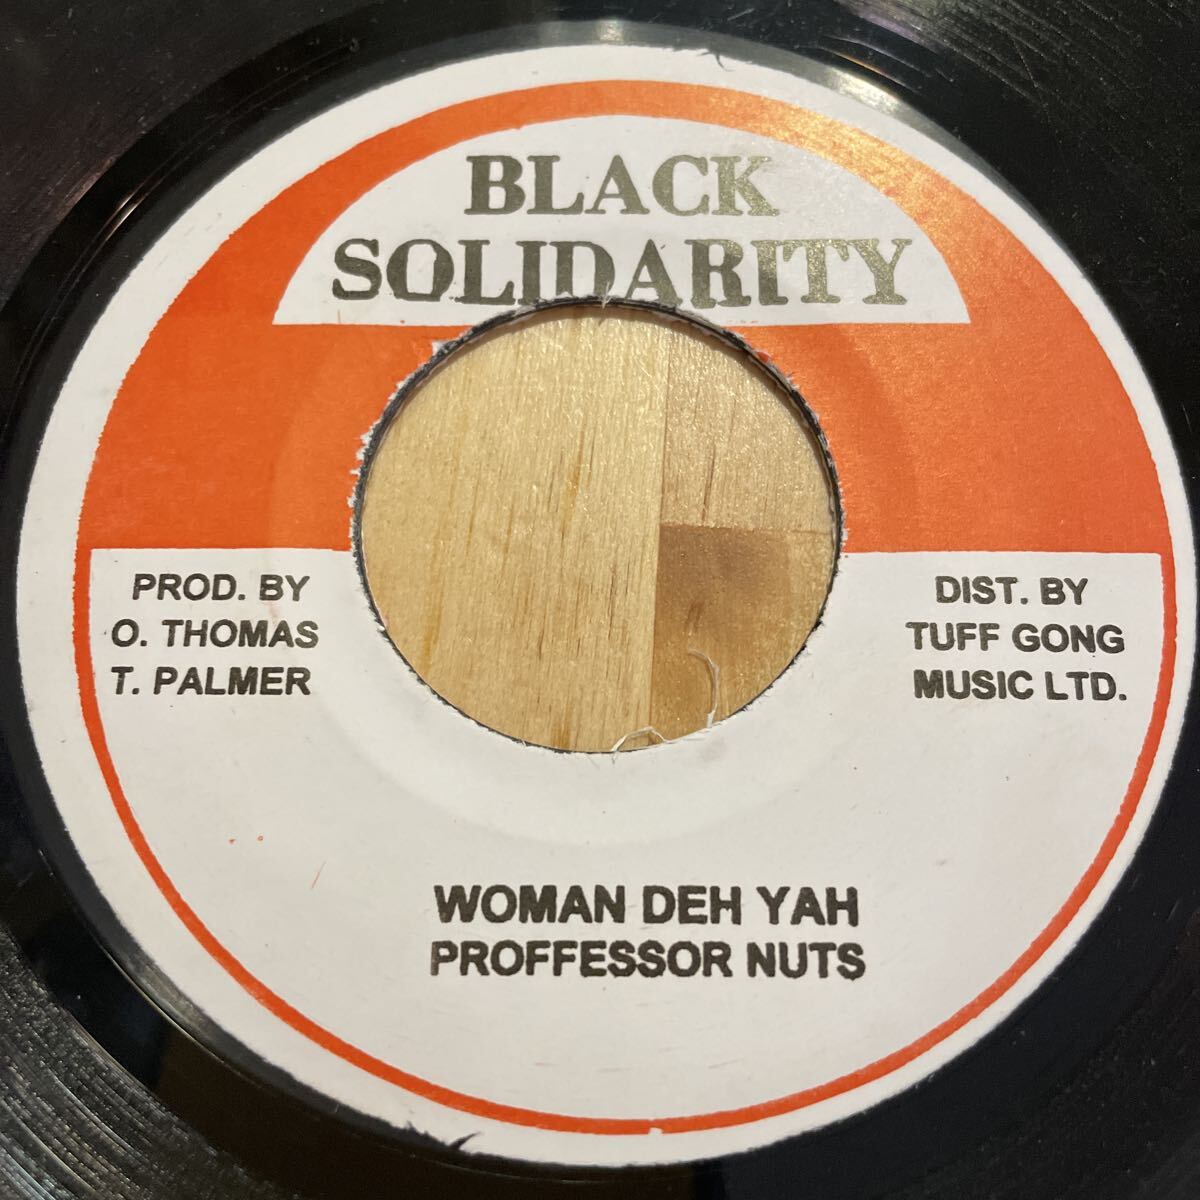 BLACK
SOLIDARITY
PROD. BY
O. THOMAS
T. PALMER
DIST. BY
TUFF GONG
MUSIC LTD.
WOMAN DEH YAH
PROFFESSOR NUTS